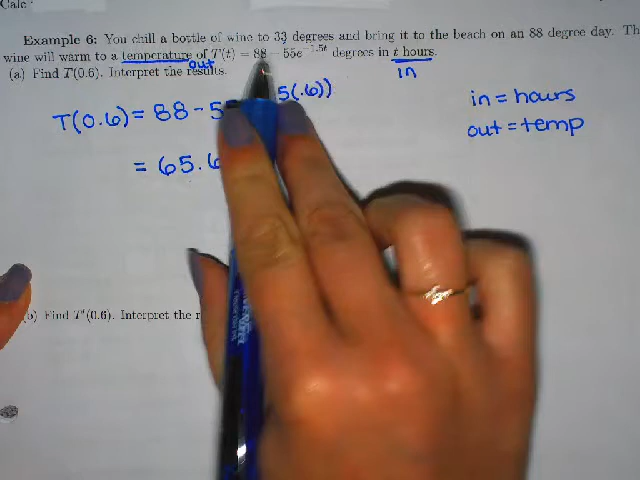 Calc
Example 6: You chill a bottle of wine to 33 degrees and bring it to the beach on an 88 degree day. Th
wine will warm to a temperature of T(t) = 88 − 55e^−1.5t degrees in t hours.
out
in
(a) Find T(0.6). Interpret the results.
T(0.6) = 88 - 5 5(.6))
= 65.6
in = hours
out = temp
(b) Find T'(0.6). Interpret the r